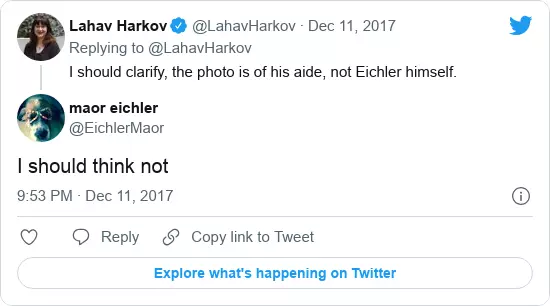 Lahav Harkov @LahavHarkov · Dec 11, 2017
Replying to @LahavHarkov
I should clarify, the photo is of his aide, not Eichler himself.
maor eichler
@EichlerMaor
I should think not
9:53 PM · Dec 11, 2017
Reply Copy link to Tweet
Explore what's happening on Twitter